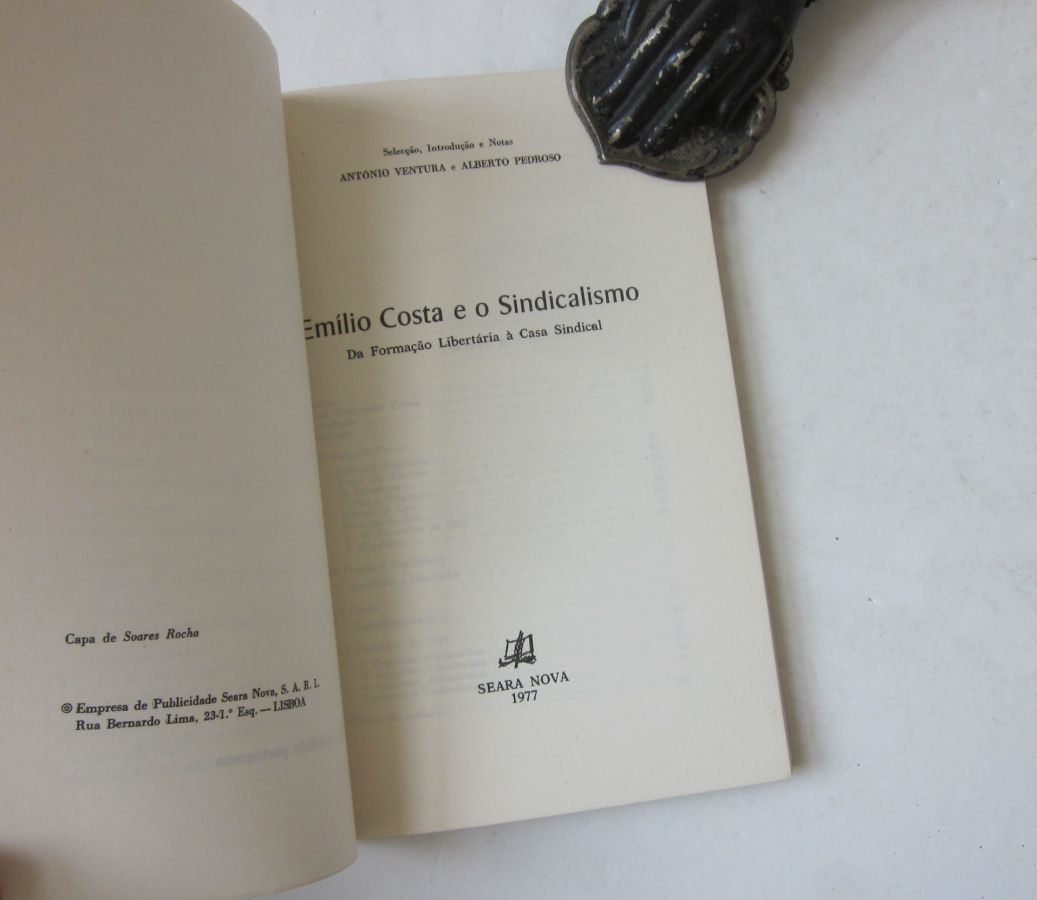 Capa de Soares Rocha
© Empresa de Publicidade Seara Nova, S. A. R. L.
Rua Bernardo Lima, 23-1.º Esq. — LISBOA
Selecção, Introdução e Notas
ANTÓNIO VENTURA e ALBERTO PEDROSO
Emílio Costa e o Sindicalismo
Da Formação Libertária à Casa Sindical
SEARA NOVA
1977